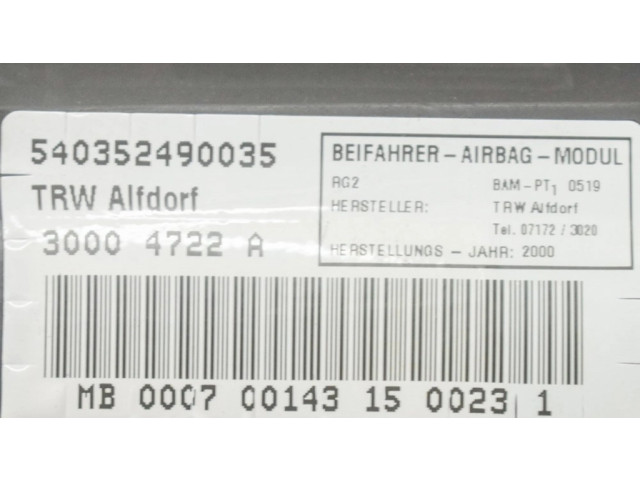 540352490035
TRW Alfdorf
3000 4722 A
BEIFAHRER - AIRBAG - MODUL
RG2 BAM - PT1 0519
HERSTELLER: TRW Alfdorf
Tel. 07172 / 3020
HERSTELLUNGS - JAHR: 2000
MB 0007 00143 15 0023 1